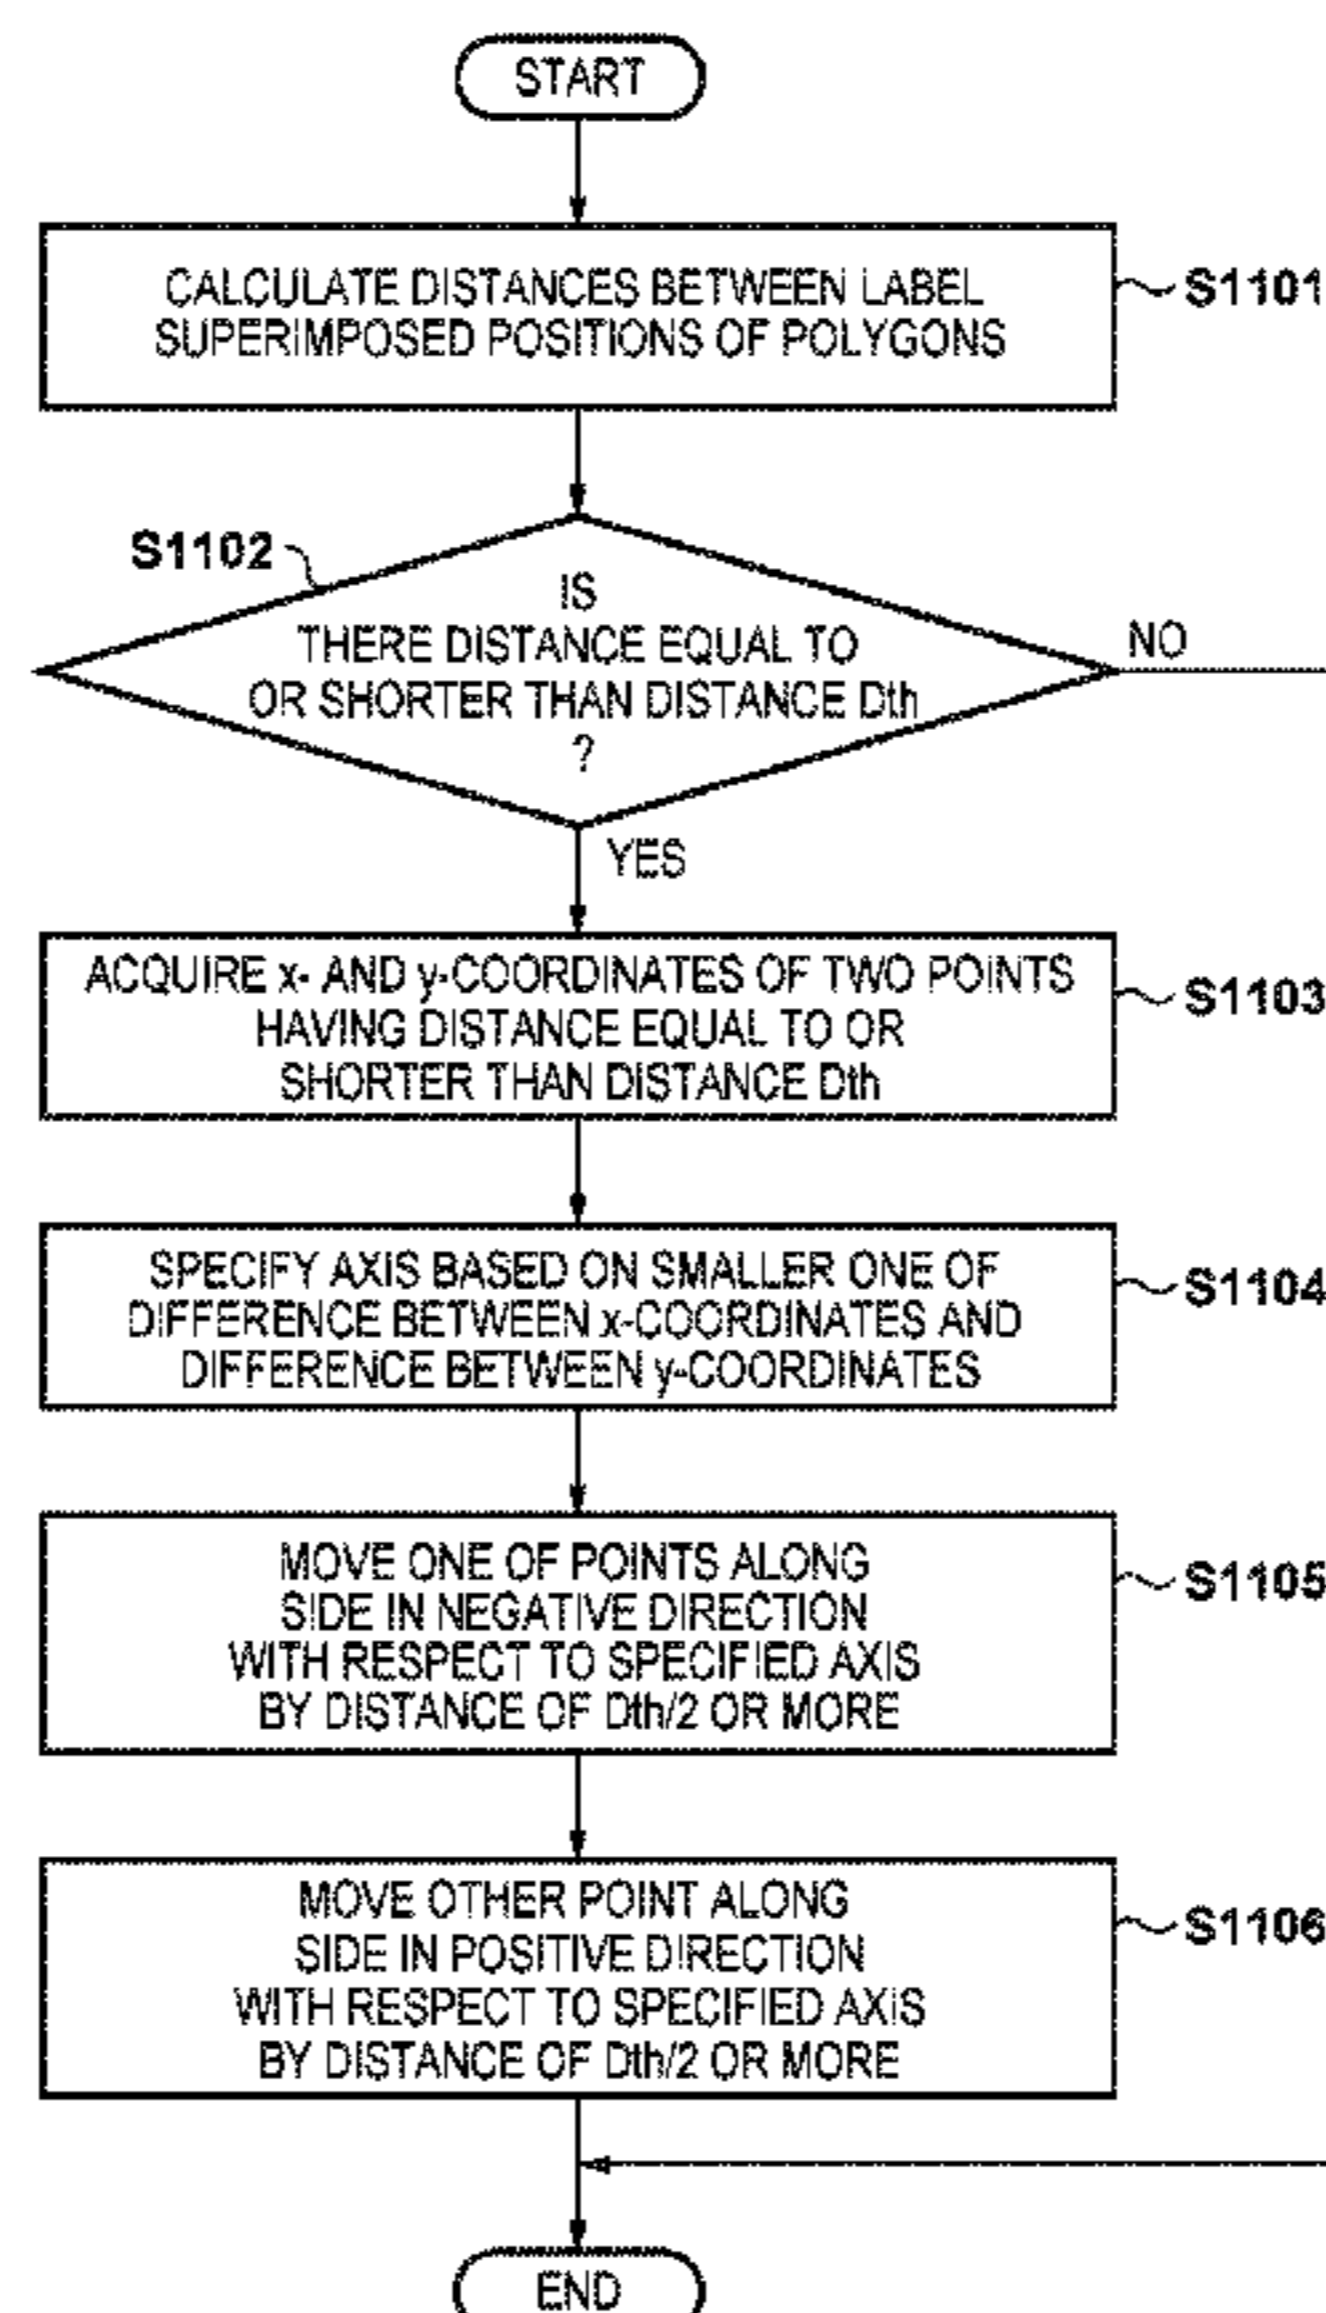 START
CALCULATE DISTANCES BETWEEN LABEL
SUPERIMPOSED POSITIONS OF POLYGONS
S1101
S1102
IS
THERE DISTANCE EQUAL TO
OR SHORTER THAN DISTANCE Dth
?
NO
YES
ACQUIRE x- AND y-COORDINATES OF TWO POINTS
HAVING DISTANCE EQUAL TO OR
SHORTER THAN DISTANCE Dth
S1103
SPECIFY AXIS BASED ON SMALLER ONE OF
DIFFERENCE BETWEEN x-COORDINATES AND
DIFFERENCE BETWEEN y-COORDINATES
S1104
MOVE ONE OF POINTS ALONG
SIDE IN NEGATIVE DIRECTION
WITH RESPECT TO SPECIFIED AXIS
BY DISTANCE OF Dth/2 OR MORE
S1105
MOVE OTHER POINT ALONG
SIDE IN POSITIVE DIRECTION
WITH RESPECT TO SPECIFIED AXIS
BY DISTANCE OF Dth/2 OR MORE
S1106
END